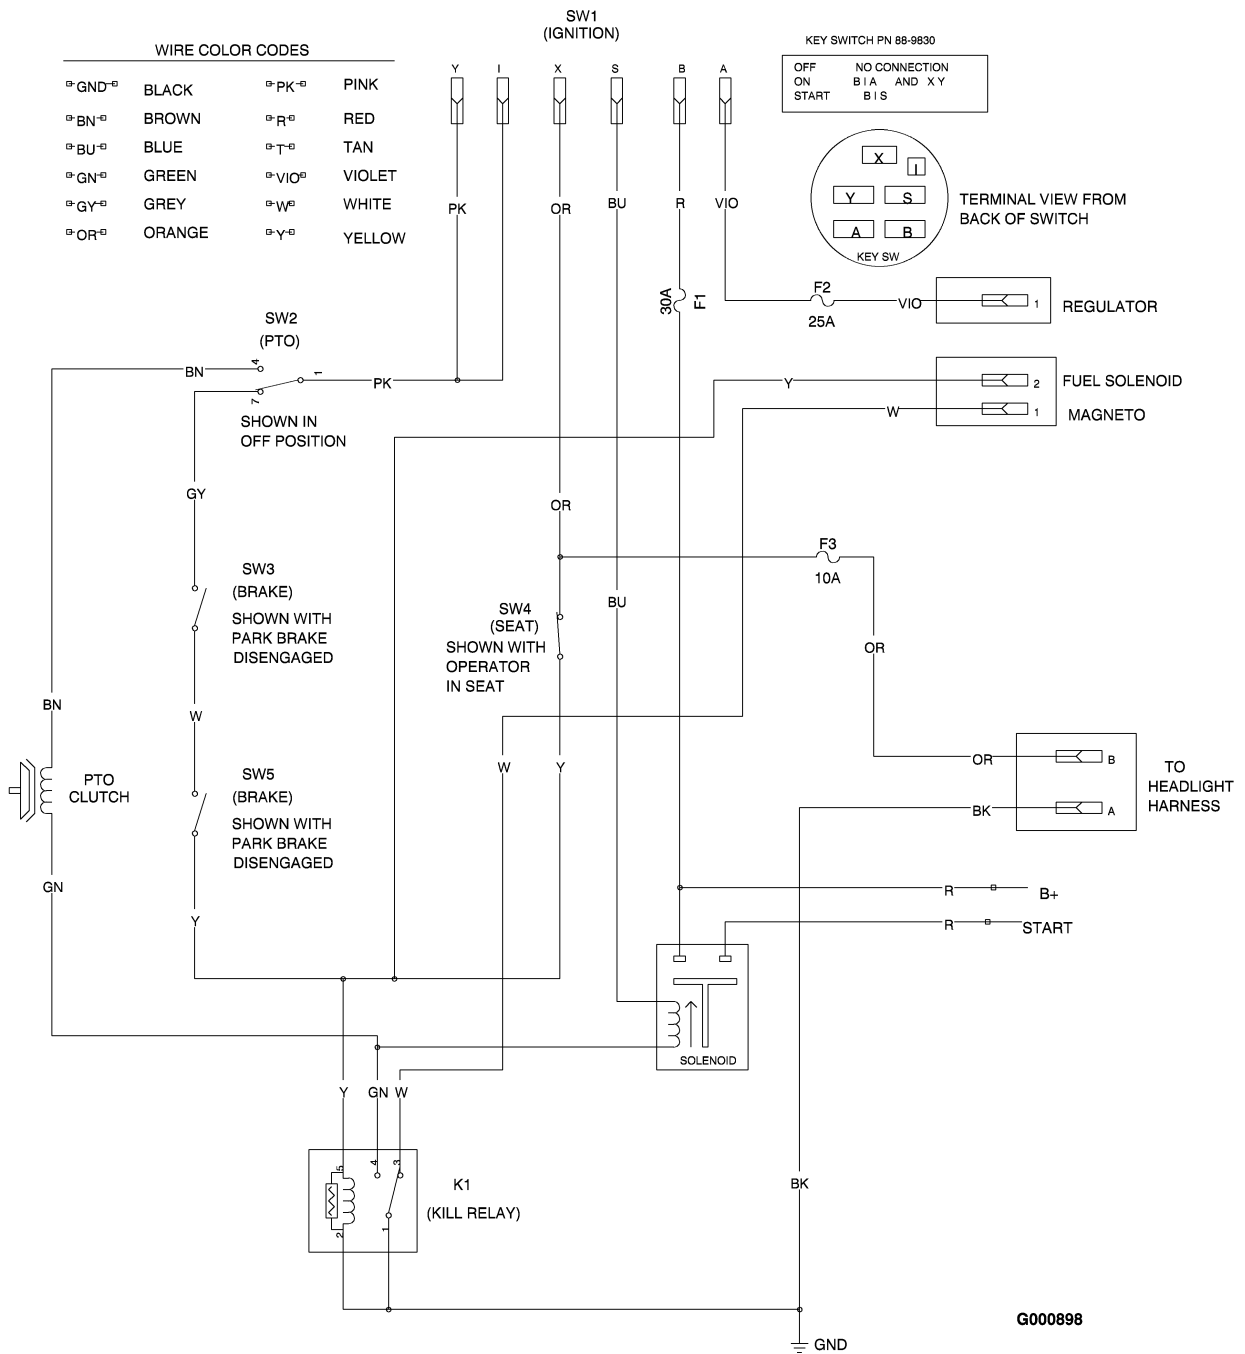 SW1
(IGNITION)
WIRE COLOR CODES
GND BLACK
PK PINK
BN BROWN
R RED
BU BLUE
T TAN
GN GREEN
VIO VIOLET
GY GREY
W WHITE
OR ORANGE
Y YELLOW
Y I X S B A
KEY SWITCH PN 88-9830
OFF NO CONNECTION
ON B I A AND X Y
START B I S
X
I
Y S
A B
KEY SW
TERMINAL VIEW FROM
BACK OF SWITCH
PK OR BU R VIO
30A
F1
F2
25A
VIO
1
REGULATOR
SW2
(PTO)
BN
4
1
7
PK
SHOWN IN
OFF POSITION
Y
2
FUEL SOLENOID
W
1
MAGNETO
GY
OR
F3
10A
SW3
(BRAKE)
SHOWN WITH
PARK BRAKE
DISENGAGED
SW4
(SEAT)
SHOWN WITH
OPERATOR
IN SEAT
BU
OR
BN
W
W
Y
OR
B
BK
A
TO
HEADLIGHT
HARNESS
PTO
CLUTCH
SW5
(BRAKE)
SHOWN WITH
PARK BRAKE
DISENGAGED
GN
Y
R
B+
R
START
SOLENOID
Y GN W
5
4
3
2
1
K1
(KILL RELAY)
BK
GND
G000898